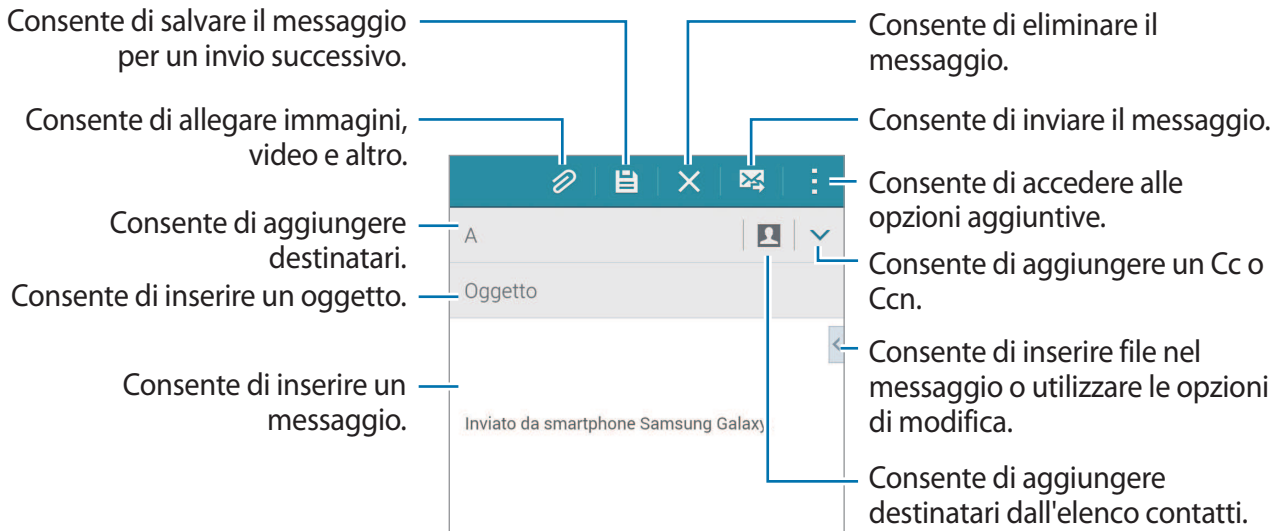 Consente di salvare il messaggio
per un invio successivo.
Consente di allegare immagini,
video e altro.
Consente di aggiungere
destinatari.
Consente di inserire un oggetto.
Consente di inserire un
messaggio.
A
Oggetto
Inviato da smartphone Samsung Galaxy
Consente di eliminare il
messaggio.
Consente di inviare il messaggio.
Consente di accedere alle
opzioni aggiuntive.
Consente di aggiungere un Cc o
Ccn.
Consente di inserire file nel
messaggio o utilizzare le opzioni
di modifica.
Consente di aggiungere
destinatari dall'elenco contatti.